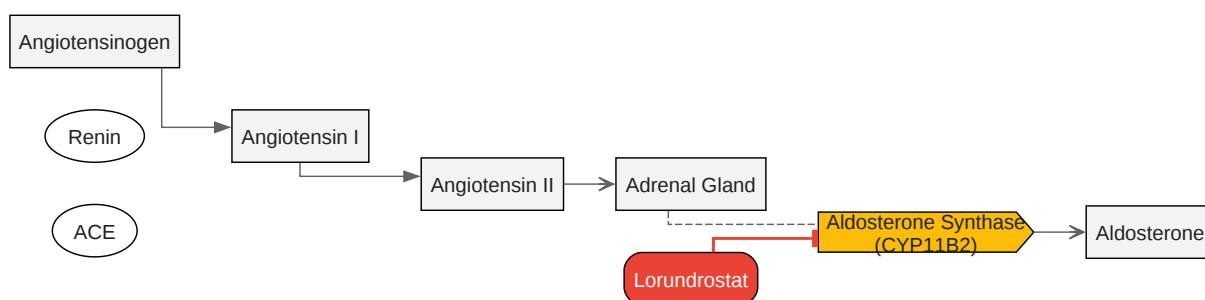 Angiotensinogen
Renin
Angiotensin I
Angiotensin II
Adrenal Gland
ACE
Aldosterone Synthase
(CYP11B2)
Aldosterone
Lorundrostat